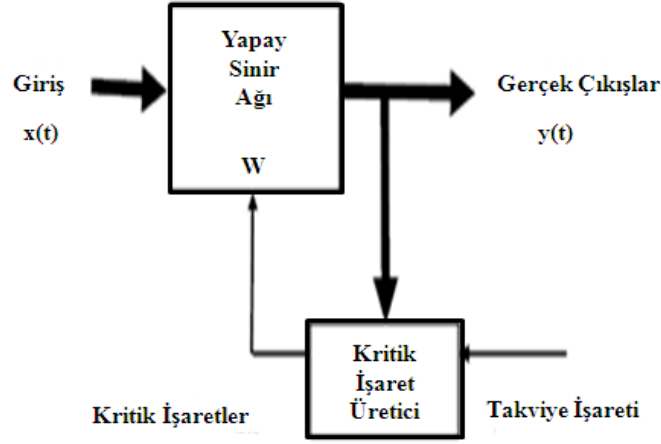 Giriş
x(t)
Yapay
Sinir
Ağı
W
Gerçek Çıkışlar
y(t)
Kritik
İşaret
Üretici
Kritik İşaretler
Takviye İşareti